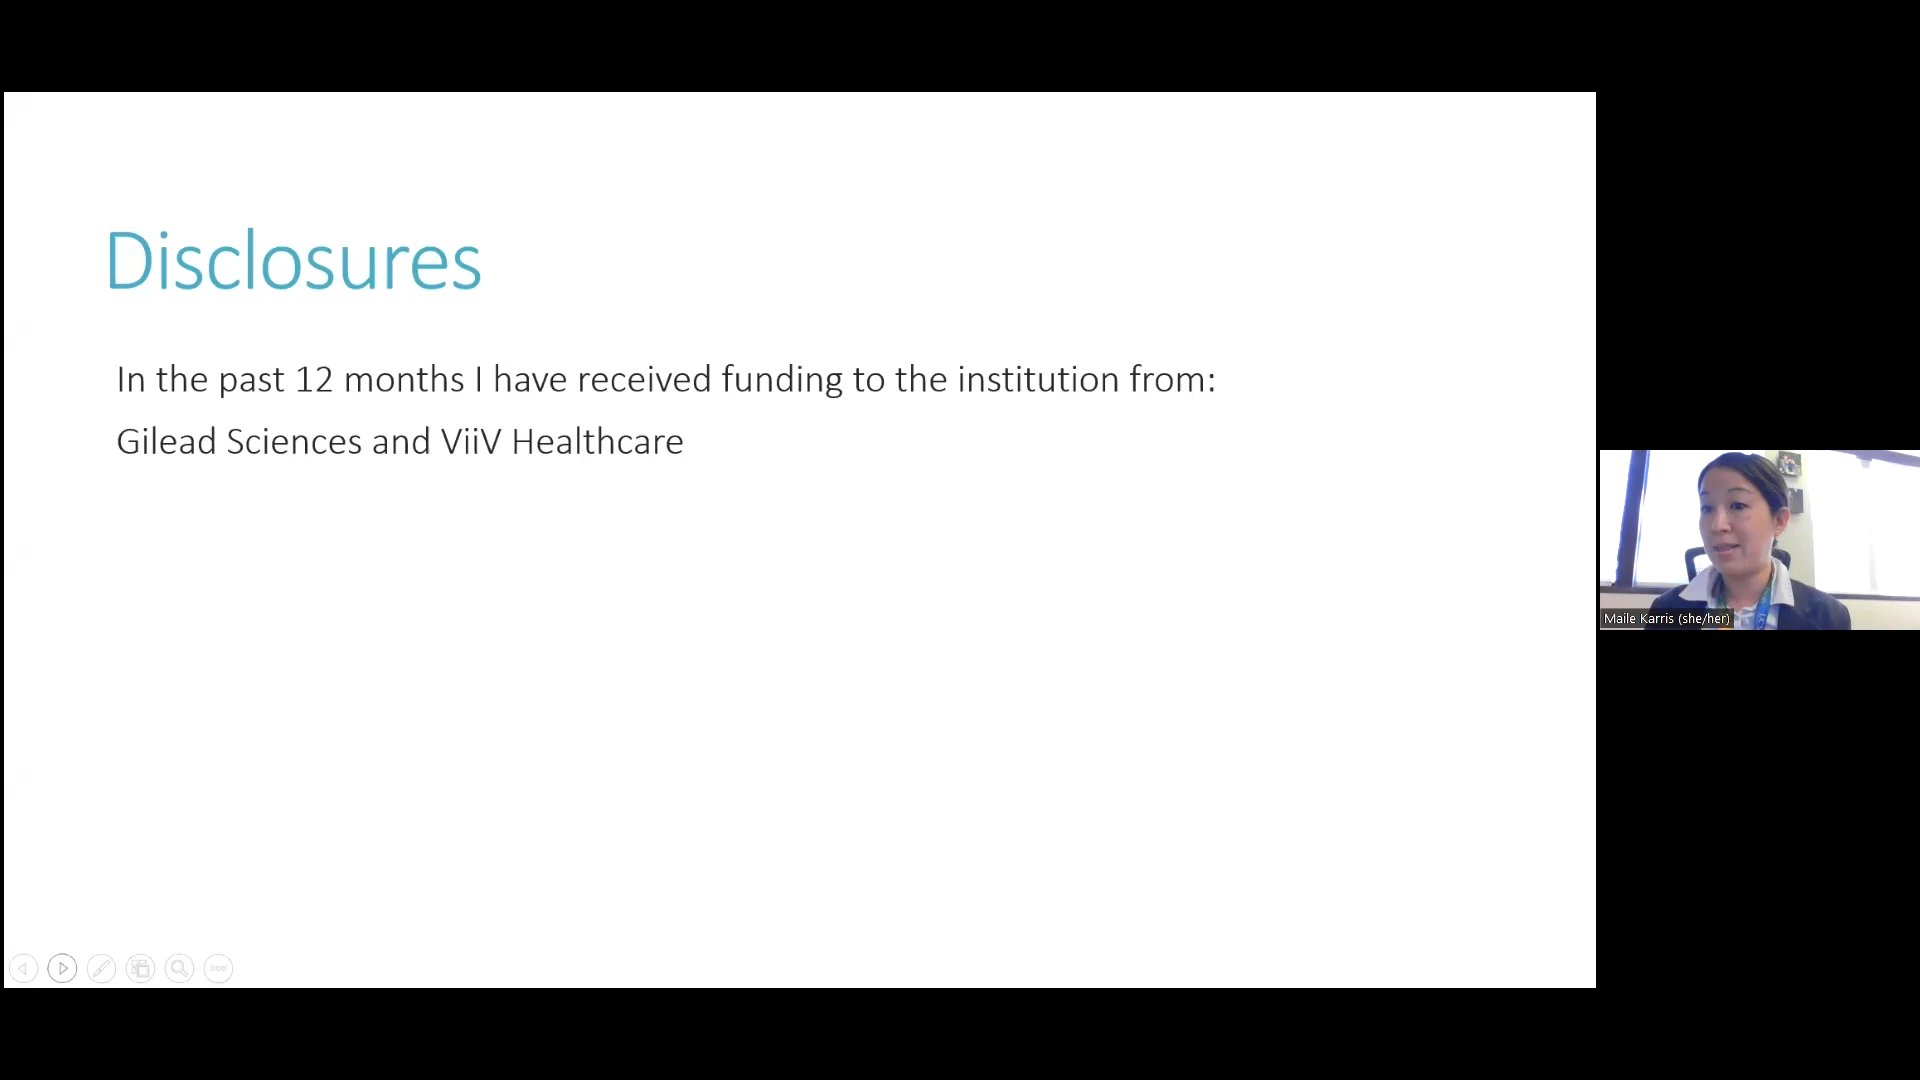 Disclosures
In the past 12 months I have received funding to the institution from:
Gilead Sciences and ViiV Healthcare
Maile Karris (she/her)